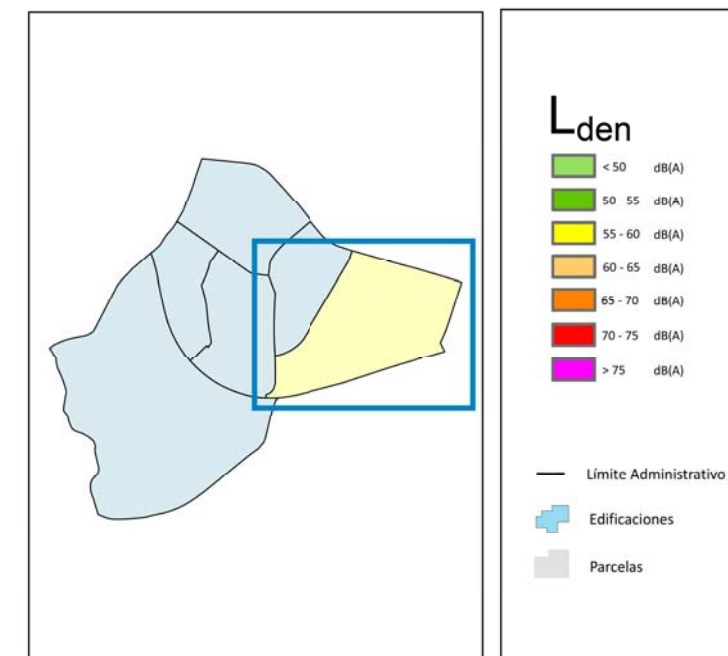 Lden
< 50 dB(A)
50 - 55 dB(A)
55 - 60 dB(A)
60 - 65 dB(A)
65 - 70 dB(A)
70 - 75 dB(A)
> 75 dB(A)
Límite Administrativo
Edificaciones
Parcelas